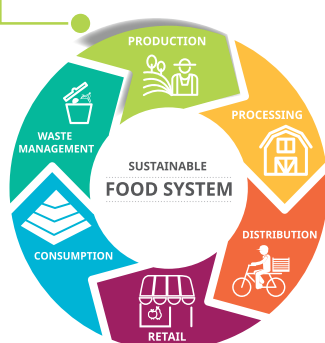 PRODUCTION
PROCESSING
DISTRIBUTION
RETAIL
CONSUMPTION
WASTE
MANAGEMENT
SUSTAINABLE
FOOD SYSTEM